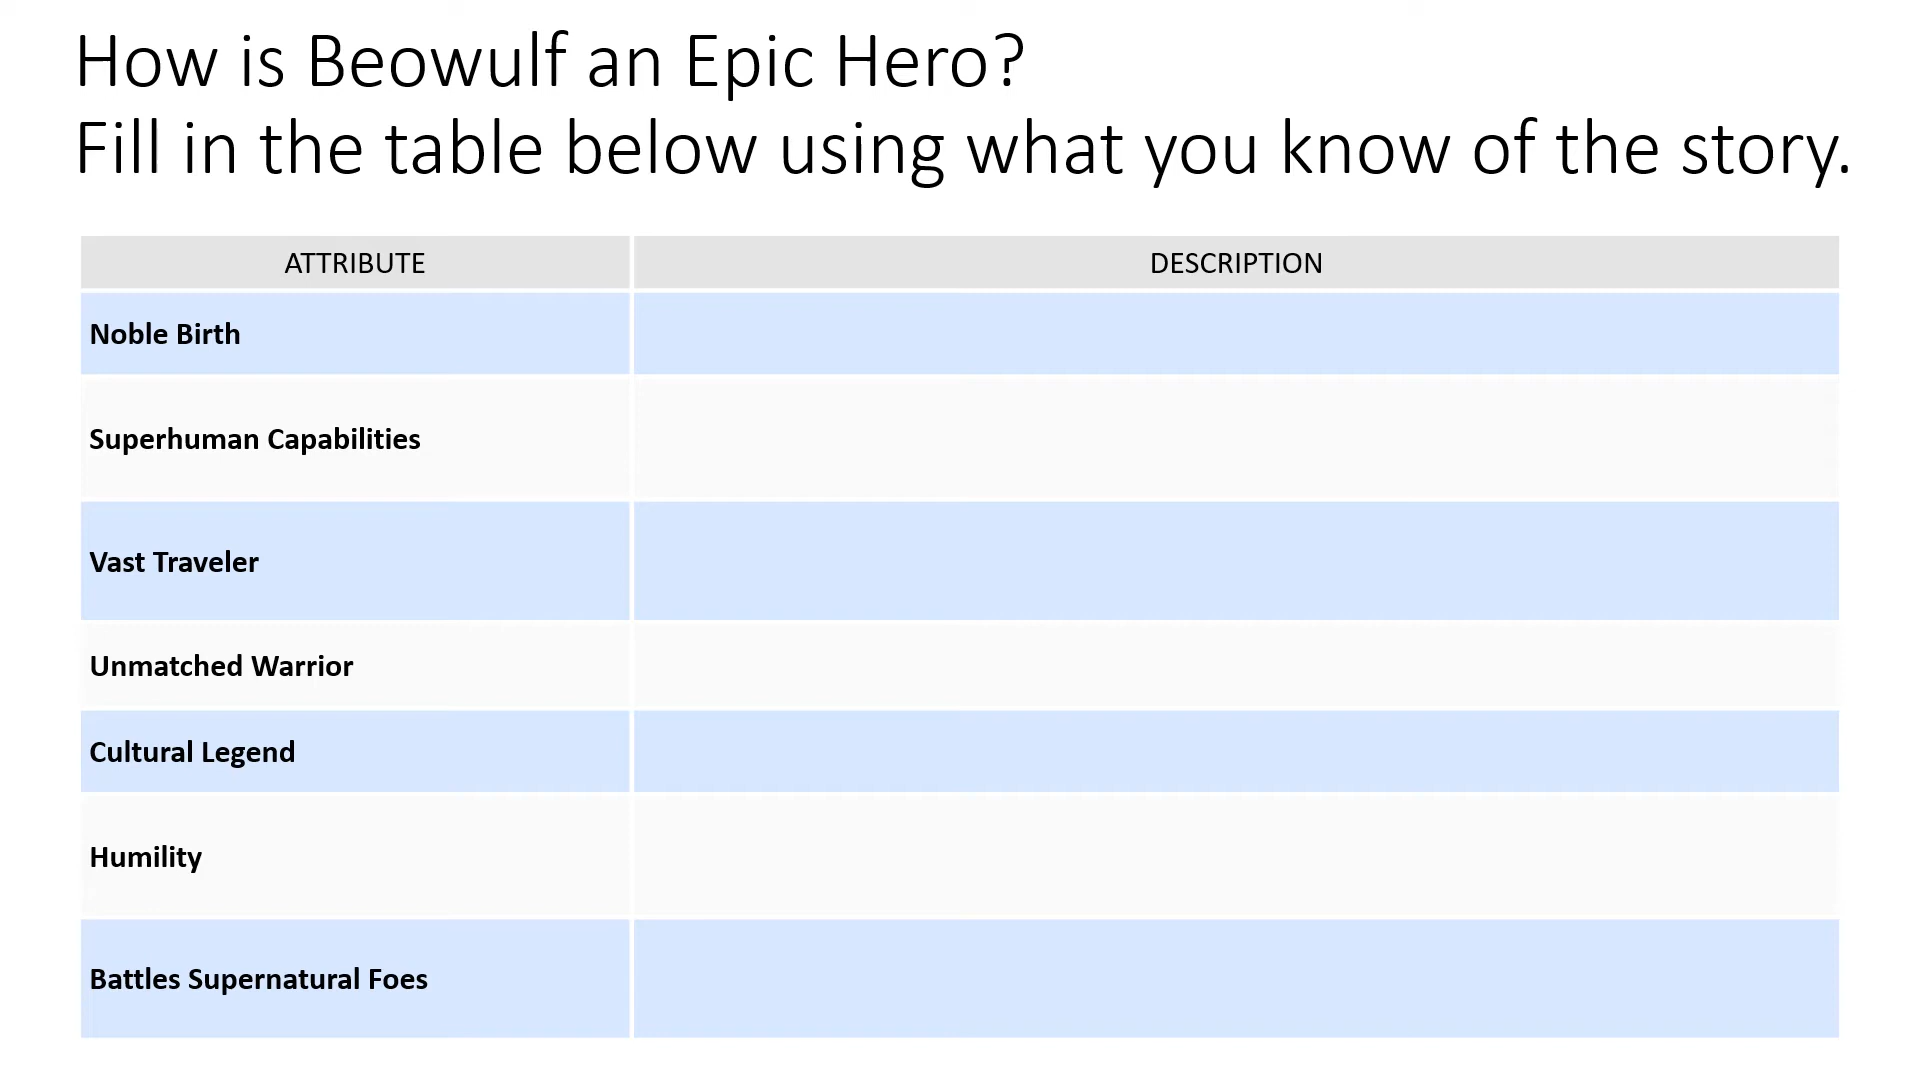 How is Beowulf an Epic Hero?
Fill in the table below using what you know of the story.
ATTRIBUTE DESCRIPTION
Noble Birth
Superhuman Capabilities
Vast Traveler
Unmatched Warrior
Cultural Legend
Humility
Battles Supernatural Foes